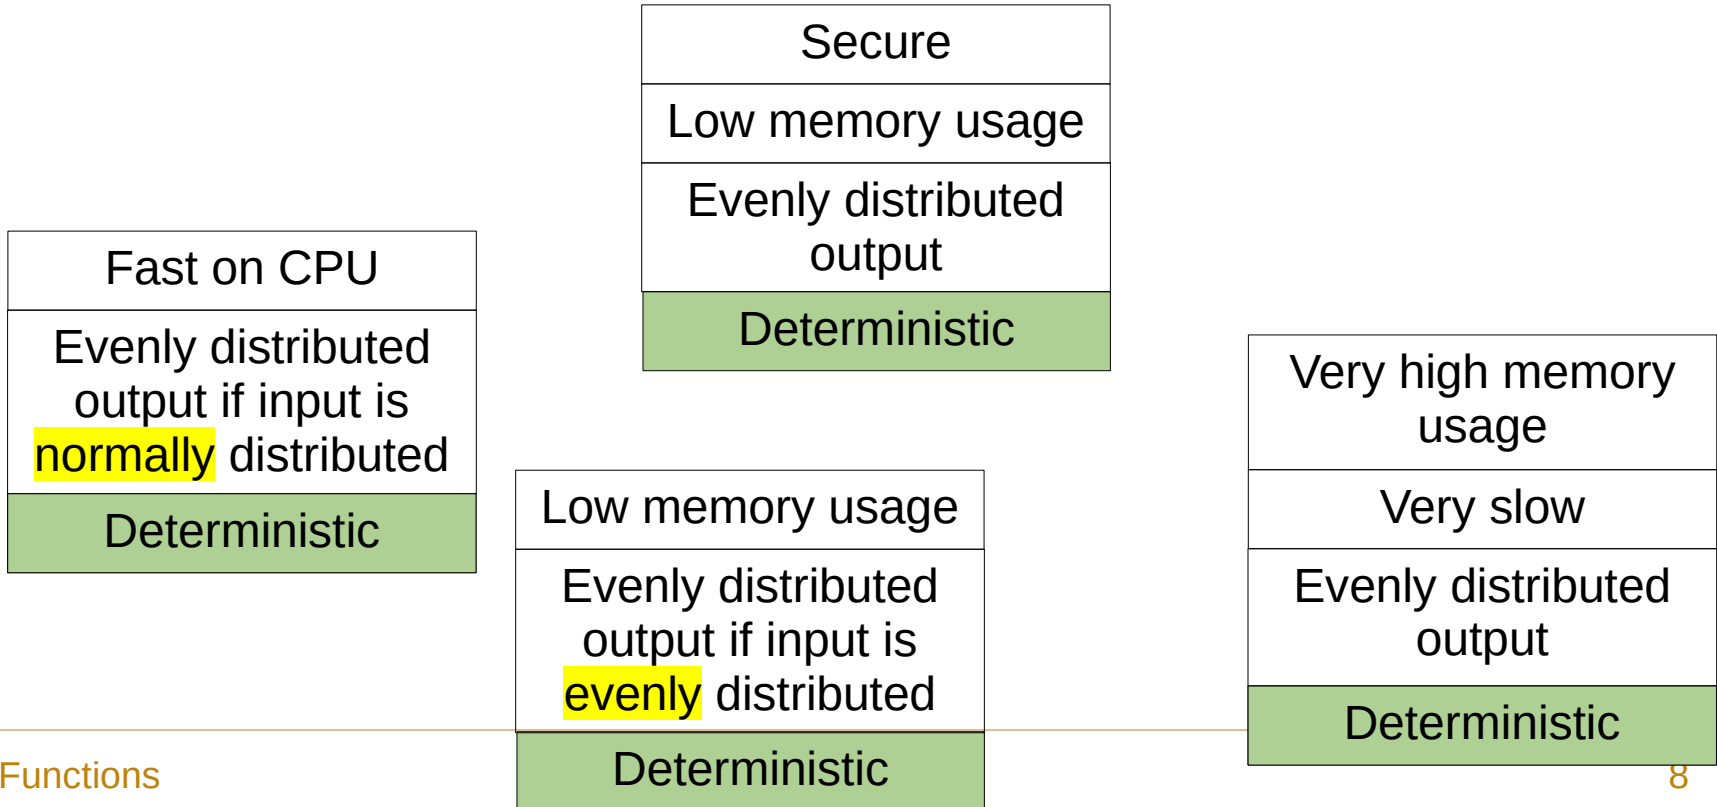 Secure
Low memory usage
Evenly distributed
output
Deterministic
Fast on CPU
Evenly distributed
output if input is
normally distributed
Deterministic
Low memory usage
Evenly distributed
output if input is
evenly distributed
Deterministic
Very high memory
usage
Very slow
Evenly distributed
output
Deterministic
Functions
8